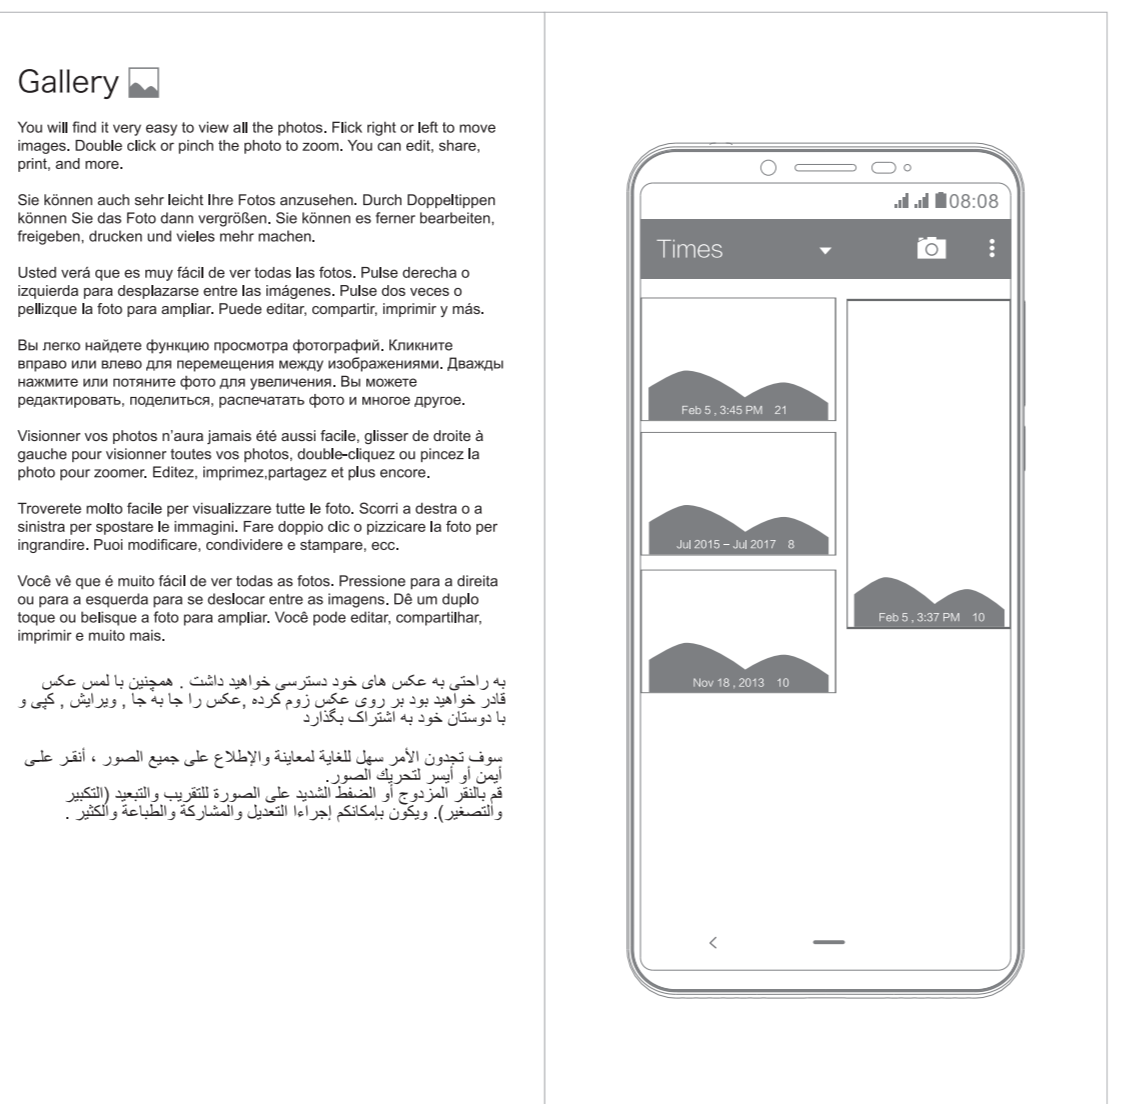 Gallery
You will find it very easy to view all the photos. Flick right or left to move
images. Double click or pinch the photo to zoom. You can edit, share,
print, and more.
Sie können auch sehr leicht Ihre Fotos anzusehen. Durch Doppeltippen
können Sie das Foto dann vergrößen. Sie können es ferner bearbeiten,
freigeben, drucken und vieles mehr machen.
Usted verá que es muy fácil de ver todas las fotos. Pulse derecha o
izquierda para desplazarse entre las imágenes. Pulse dos veces o
pellizque la foto para ampliar. Puede editar, compartir, imprimir y más.
Вы легко найдете функцию просмотра фотографий. Кликните
вправо или влево для перемещения между изображениями. Дважды
нажмите или потяните фото для увеличения. Вы можете
редактировать, поделиться, распечатать фото и многое другое.
Visionner vos photos n’aura jamais été aussi facile, glisser de droite à
gauche pour visionner toutes vos photos, double-cliquez ou pincez la
photo pour zoomer. Editez, imprimez,partagez et plus encore.
Troverete molto facile per visualizzare tutte le foto. Scorri a destra o a
sinistra per spostare le immagini. Fare doppio clic o pizzicare la foto per
ingrandire. Puoi modificare, condividere e stampare, ecc.
Você vê que é muito fácil de ver todas as fotos. Pressione para a direita
ou para a esquerda para se deslocar entre as imagens. Dê um duplo
toque ou belisque a foto para ampliar. Você pode editar, compartilhar,
imprimir e muito mais.
به راحتی به عکس های خود دسترسی خواهید داشت . همچنین با لمس عکس
قادر خواهید بود بر روی عکس زوم کرده ,عکس را جا به جا , ویرایش , کپی و
با دوستان خود به اشتراک بگذارد
سوف تجدون الأمر سهل للغاية لمعاينة والإطلاع على جميع الصور ، أنقر على
أيمن أو أيسر لتحريك الصور.
قم بالنقر المزدوج أو الضفط الشديد على الصورة للتقريب والتبعيد (التكبير
والتصغير). ويكون بإمكانكم إجراءا التعديل والمشاركة والطباعة والكثير .
08:08
Times
Feb 5 , 3:45 PM 21
Jul 2015 – Jul 2017 8
Feb 5 , 3:37 PM 10
Nov 18 , 2013 10